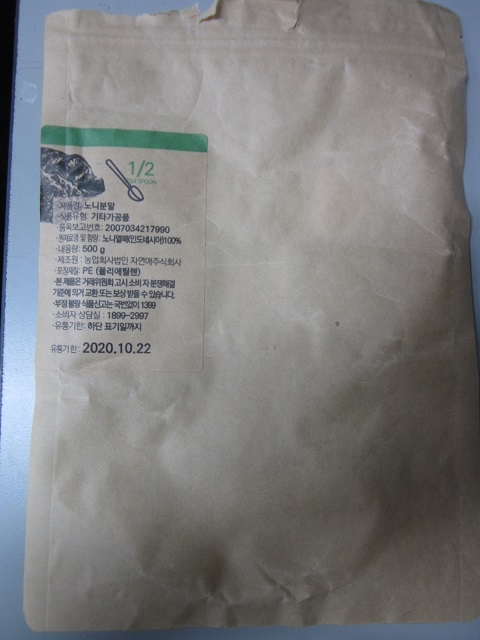 1/2
TEA SPOON
·제품명: 노니분말
·식품유형: 기타가공품
·품목보고번호: 2007034217990
·원재료명 및 함량: 노니열매(인도네시아)100%
·내용량: 500 g
·제조원 : 농업회사법인 자연애주식회사
·포장재질: PE (폴리에틸렌)
·본 제품은 거래위원회 고시 소비 자 분쟁해결
기준에 의거 교환 또는 보상 받을 수 있습니다.
·부정 불량 식품신고는 국번없이 1399
·소비자 상담실 : 1899-2997
·유통기한: 하단 표기일까지
유통기한 : 2020.10.22